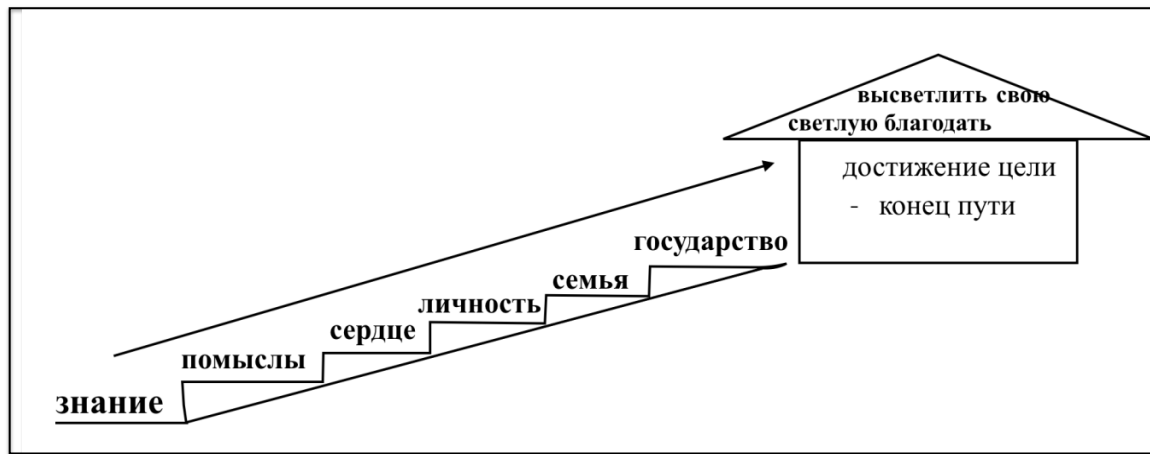 высветлить свою
светлую благодать
достижение цели
- конец пути
государство
семья
личность
сердце
помыслы
знание